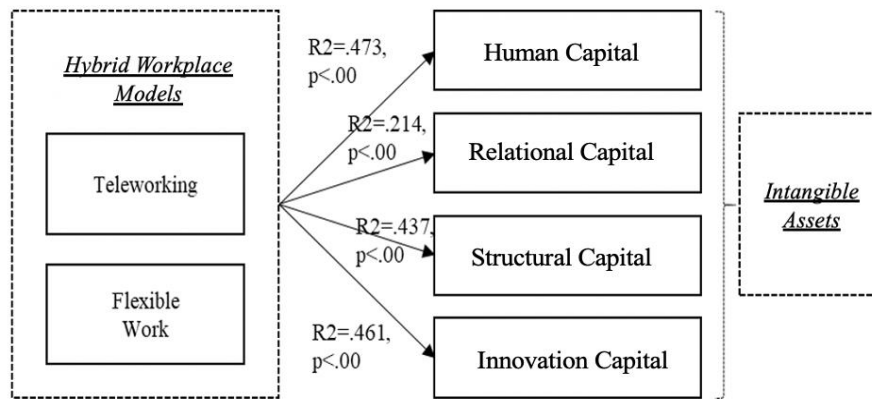 Hybrid Workplace
Models
Teleworking
Flexible
Work
R2=.473,
p<.00
R2=.214,
p<.00
R2=.437,
p<.00
R2=.461,
p<.00
Human Capital
Relational Capital
Structural Capital
Innovation Capital
Intangible
Assets